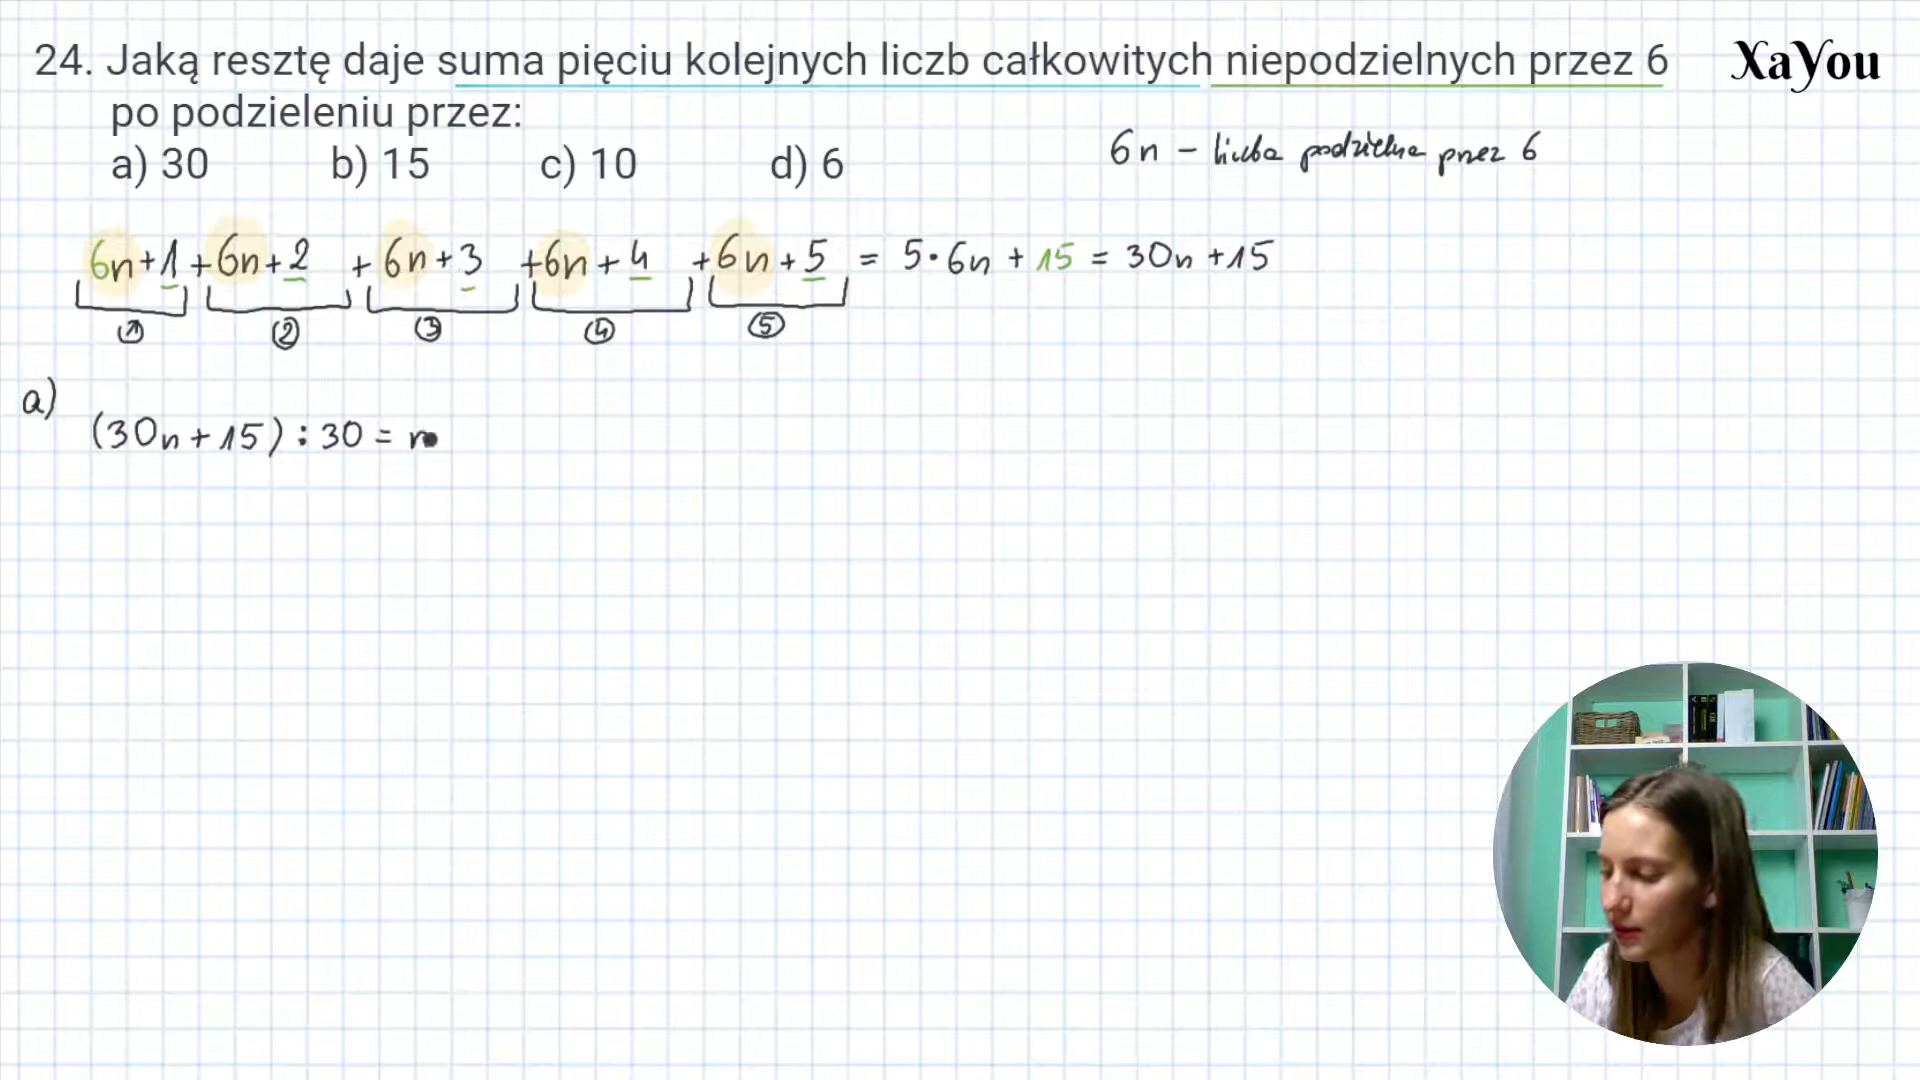 24. Jaką resztę daje suma pięciu kolejnych liczb całkowitych niepodzielnych przez 6
XaYou
po podzieleniu przez:
a) 30 b) 15 c) 10 d) 6
6n - liczba podzielna przez 6
6n+1+6n+2 +6n+3 +6n+4 +6n+5 = 5·6n+15 = 30n+15
① ② ③ ④ ⑤
a)
(30n+15):30 = n